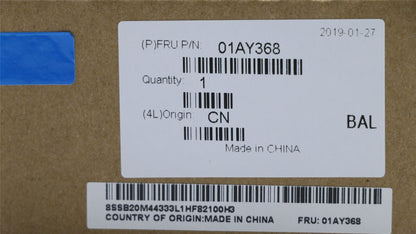 2019-01-27
(P)FRU P/N: 01AY368
Quantity: 1
(4L)Origin: CN
BAL
Made in CHINA
8SSB20M44333L1HF82100H3
COUNTRY OF ORIGIN:MADE IN CHINA FRU: 01AY368